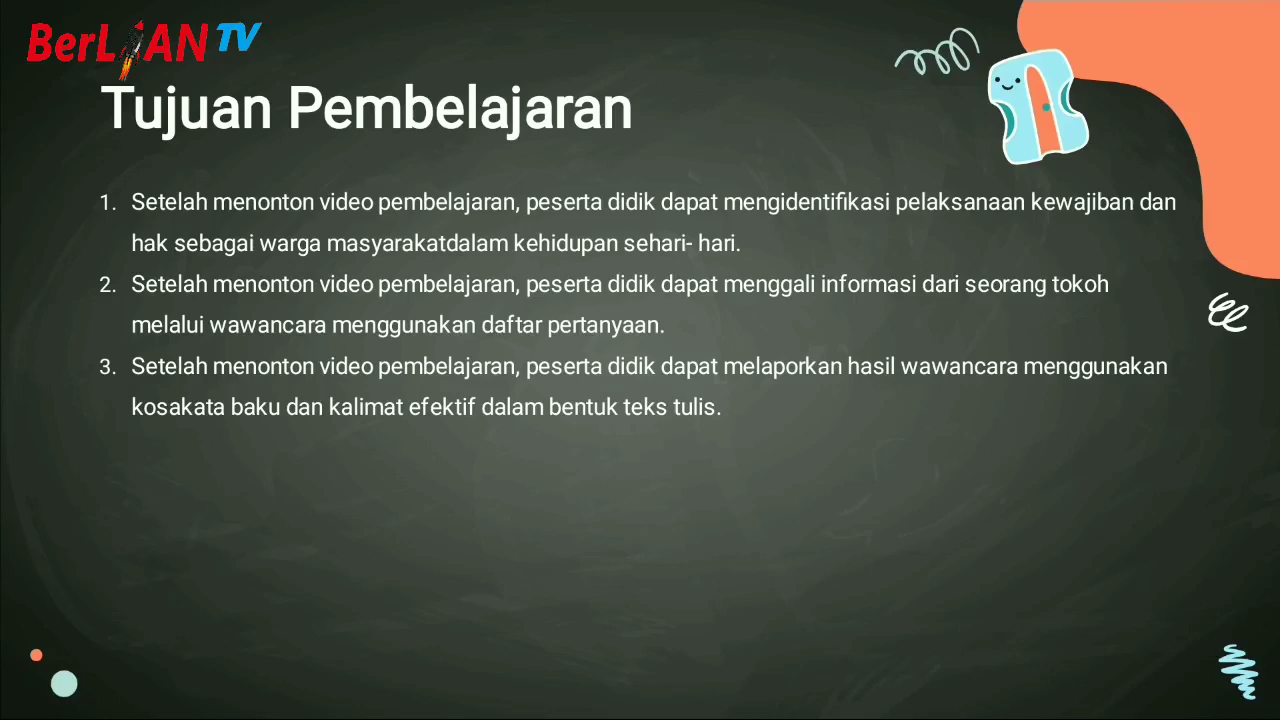 BerLiAN TV
Tujuan Pembelajaran
1. Setelah menonton video pembelajaran, peserta didik dapat mengidentifikasi pelaksanaan kewajiban dan
hak sebagai warga masyarakatdalam kehidupan sehari- hari.
2. Setelah menonton video pembelajaran, peserta didik dapat menggali informasi dari seorang tokoh
melalui wawancara menggunakan daftar pertanyaan.
3. Setelah menonton video pembelajaran, peserta didik dapat melaporkan hasil wawancara menggunakan
kosakata baku dan kalimat efektif dalam bentuk teks tulis.